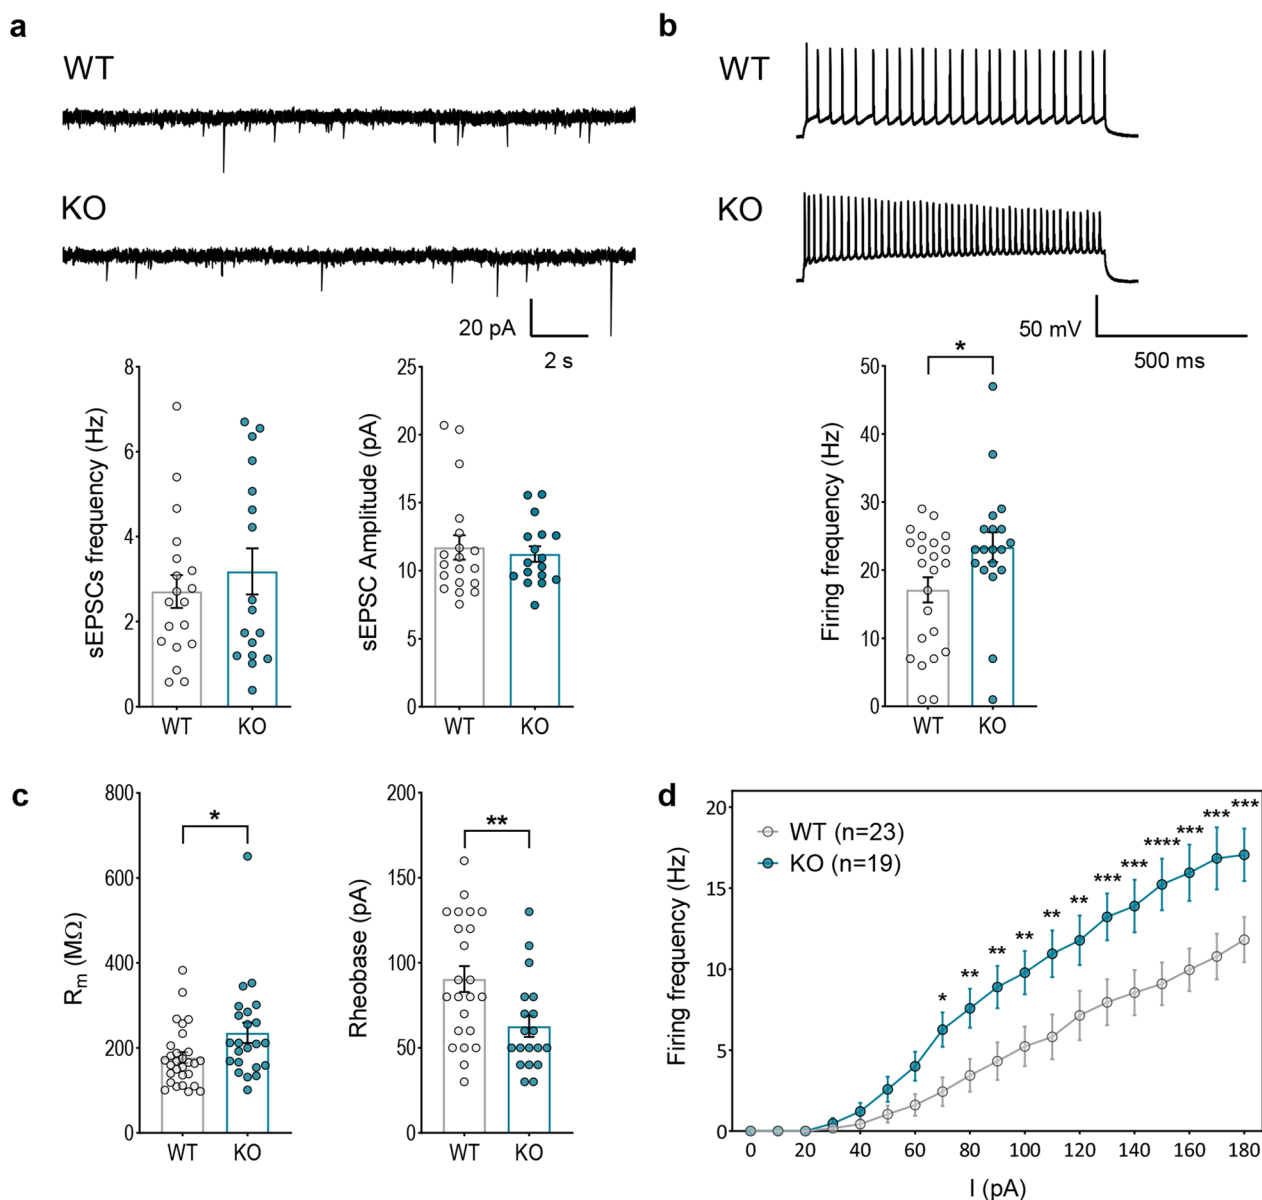 a
WT
KO
20 pA
2 s
sEPSCs frequency (Hz)
8
6
4
2
0
WT KO
sEPSC Amplitude (pA)
25
20
15
10
5
0
WT KO
b
WT
KO
50 mV
500 ms
*
Firing frequency (Hz)
50
40
30
20
10
0
WT KO
c
*
Rm (MΩ)
800
600
400
200
0
WT KO
**
Rheobase (pA)
200
150
100
50
0
WT KO
d
WT (n=23)
KO (n=19)
* ** ** ** ** ** *** *** **** *** *** ***
Firing frequency (Hz)
20
15
10
5
0
0 20 40 60 80 100 120 140 160 180
I (pA)